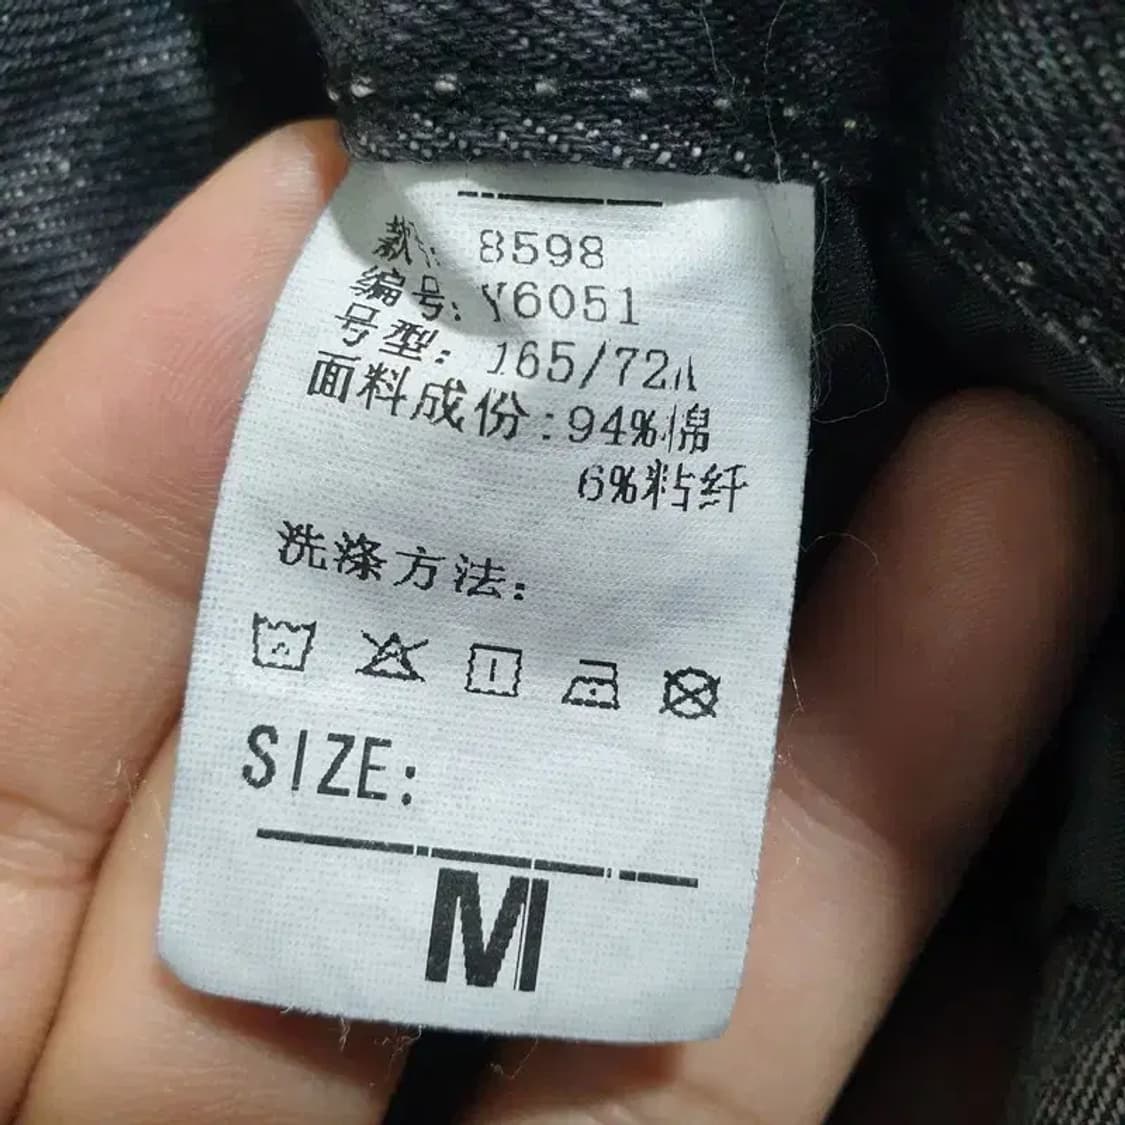 款号: 8598
编号: Y6051
号型: 165/72A
面料成份:94%棉
6%粘纤
洗涤方法:
SIZE:
M